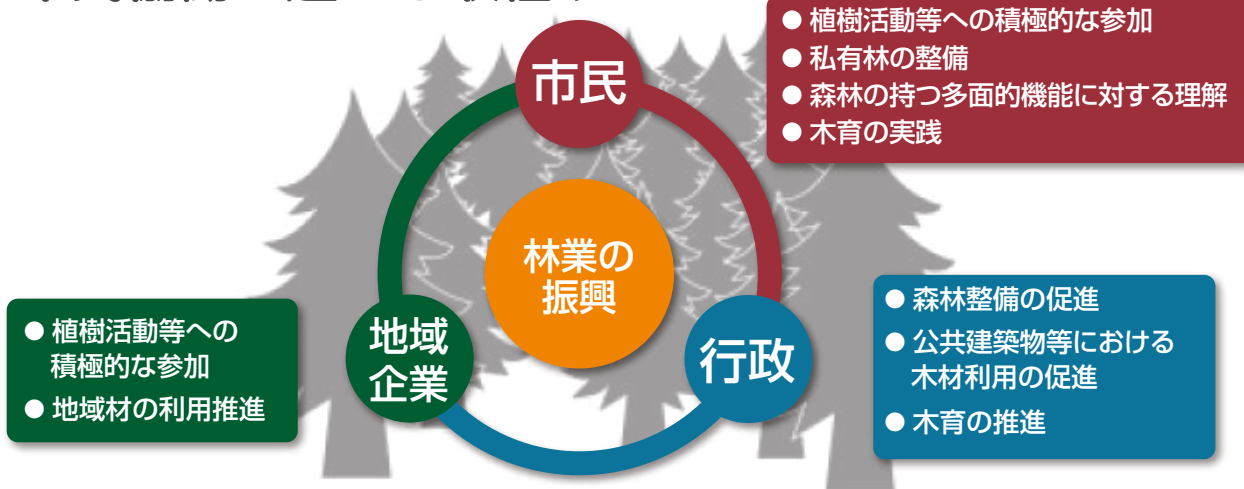 市民
● 植樹活動等への積極的な参加
● 私有林の整備
● 森林の持つ多面的機能に対する理解
● 木育の実践
林業の
振興
地域
企業
● 植樹活動等への
積極的な参加
● 地域材の利用推進
行政
● 森林整備の促進
● 公共建築物等における
木材利用の促進
● 木育の推進